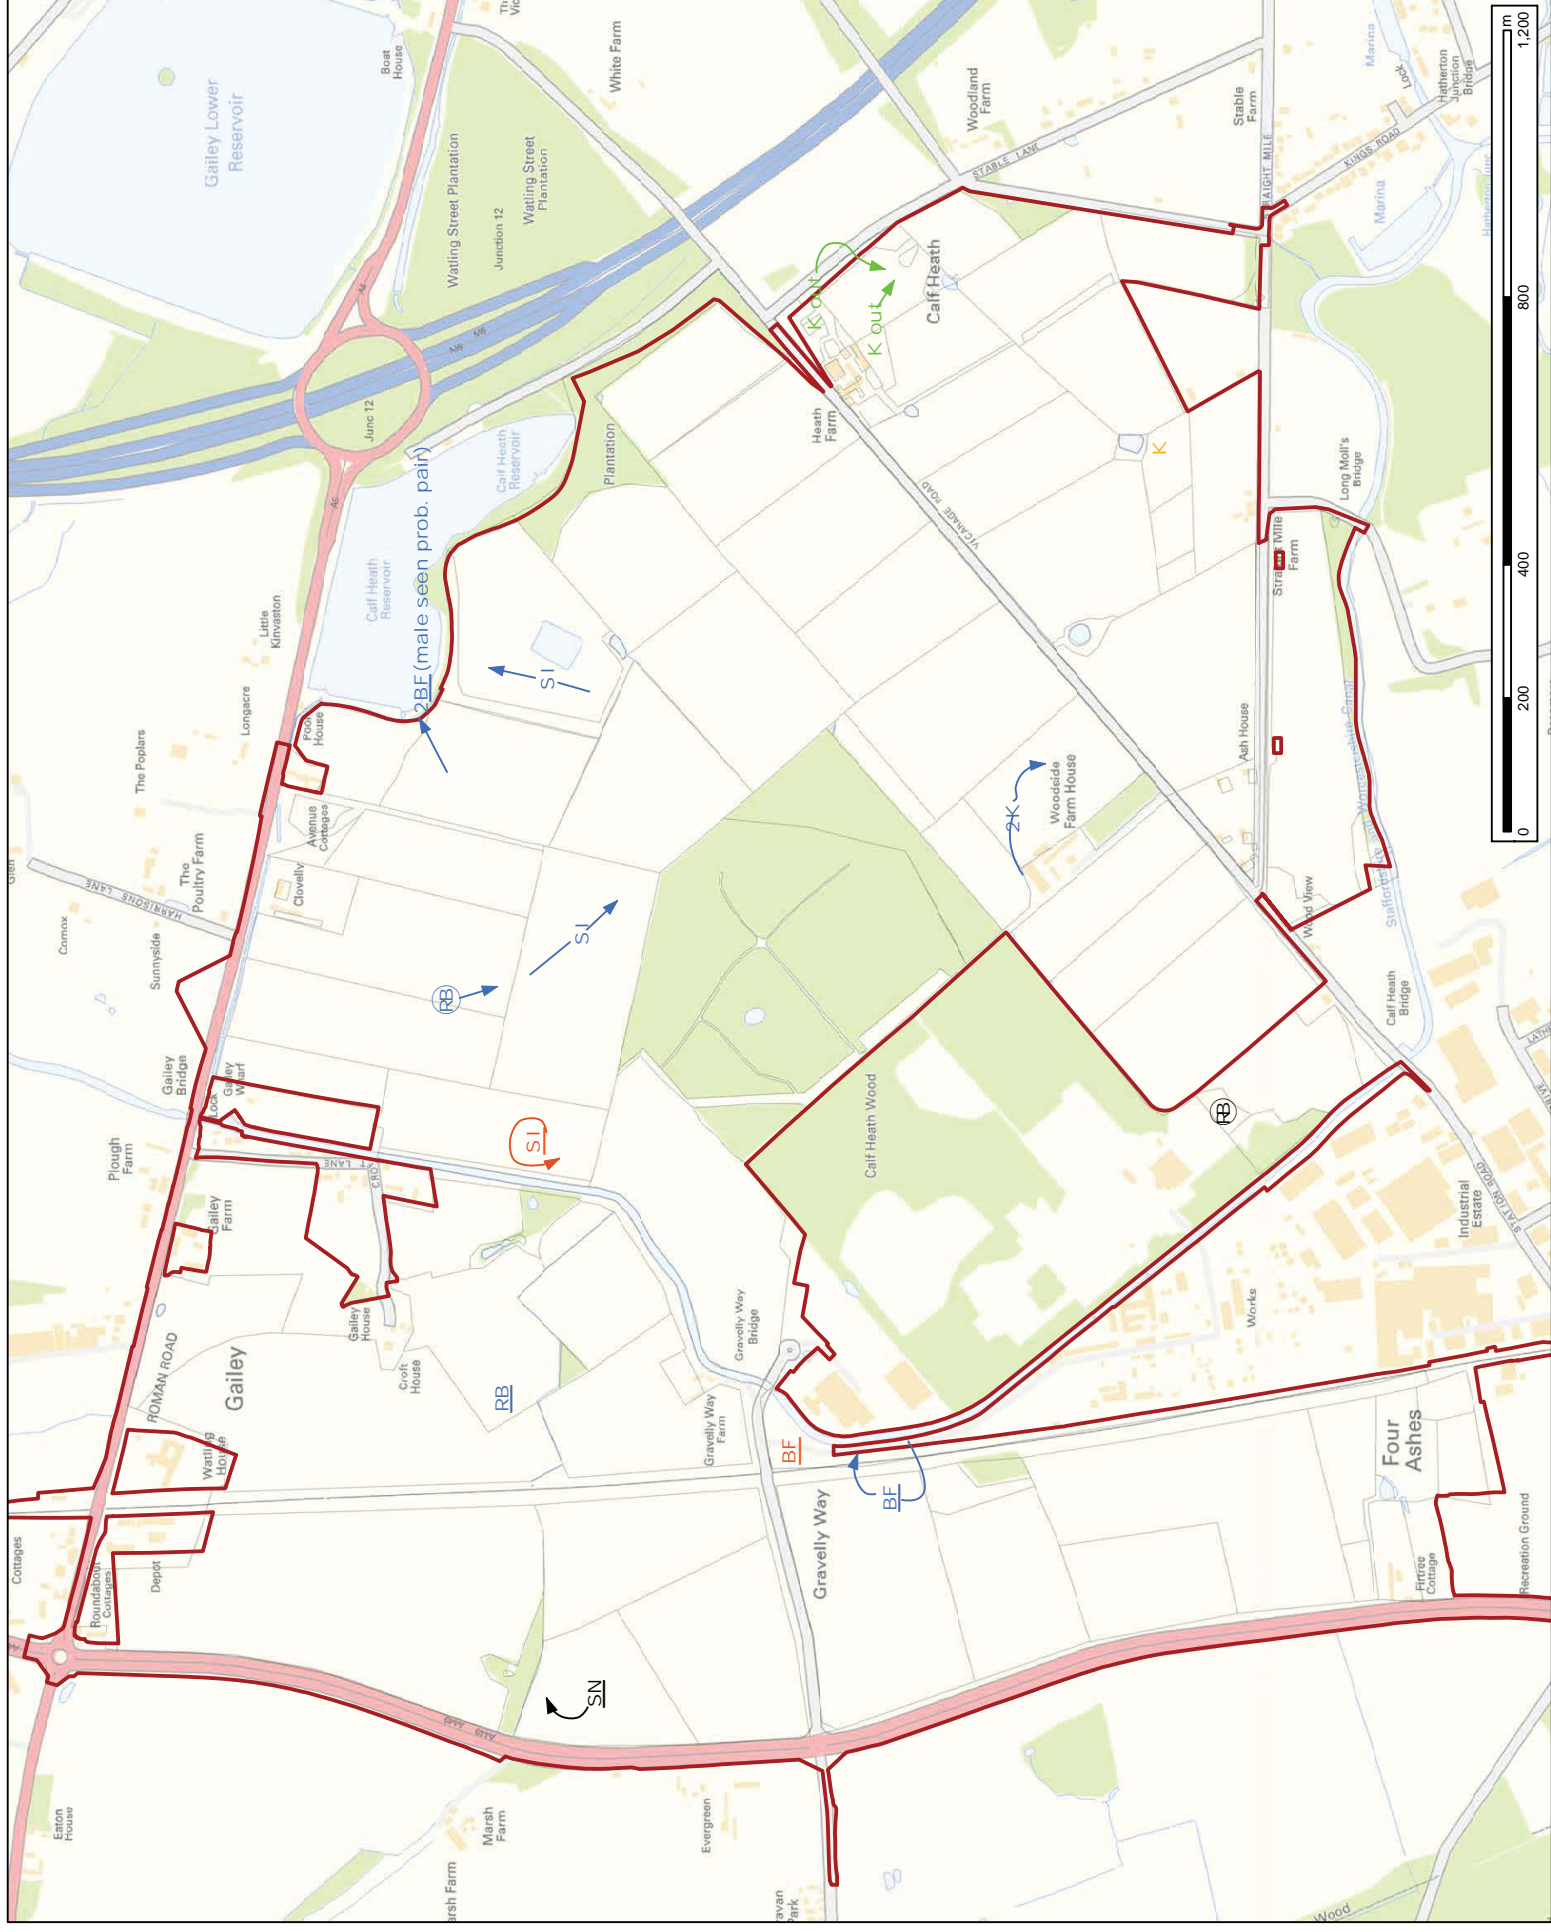 Gailey Lower
Reservoir
Boat
House
White Farm
Watling Street Plantation
Junction 12
Watling Street
Plantation
A5
M6
M6
Junc 12
A5
Woodland
Farm
STABLE LANE
Stable
Farm
Marina
Lock
Hatherton
Junction
Bridge
KINGS ROAD
Marina
Calf Heath
Heath
Farm
K out
K out
K
Calf Heath
Reservoir
Calf Heath
Reservoir
Plantation
VICARAGE ROAD
Long Moll's
Bridge
Straight Mile
Farm
Little
Kinvaston
Longacre
The Poplars
Pool
House
2BF (male seen prob. pair)
SI
Avenue
Cottages
The
Poultry Farm
HARRISONS LANE
Comox
Sunnyside
Clovelly
SI
RB
2K
Woodside
Farm House
Ash House
Wood View
Calf Heath
Bridge
Gailey
Bridge
Lock
Gailey
Wharf
Plough
Farm
Gailey
Farm
SI
Calf Heath Wood
RB
Industrial
Estate
STATION ROAD
Works
Gailey
House
Croft
House
ROMAN ROAD
Gailey
RB
Gravelly Way
Bridge
Gravelly Way
Farm
BF
BF
Watling
House
Cottages
Roundabout
Cottages
Depot
Gravelly Way
Four
Ashes
Firtree
Cottage
Recreation Ground
SN
A449
A449
Eaton
House
Marsh
Farm
Evergreen
Wood
0
200
400
800
1,200
m